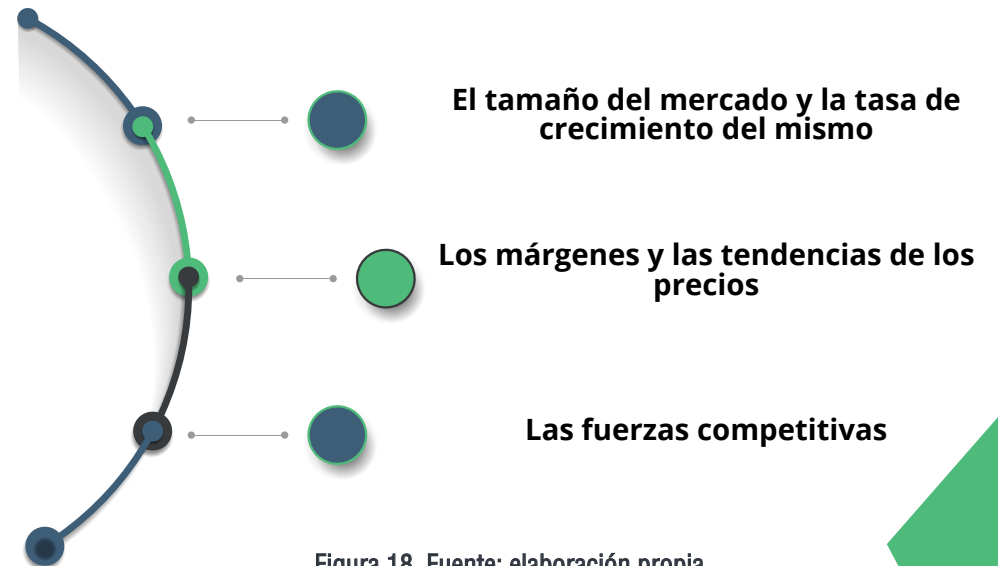 El tamaño del mercado y la tasa de
crecimiento del mismo
Los márgenes y las tendencias de los
precios
Las fuerzas competitivas
Figura 18. Fuente: elaboración propia